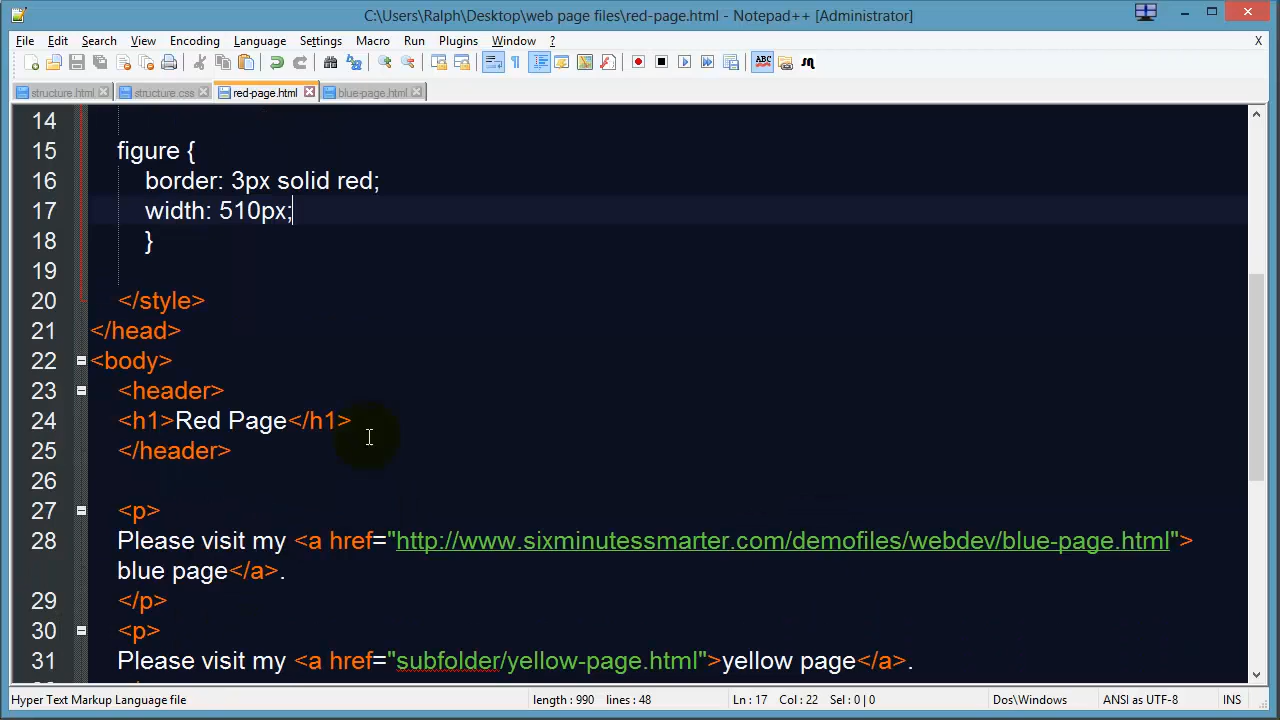 C:\Users\Ralph\Desktop\web page files\red-page.html - Notepad++ [Administrator]
File Edit Search View Encoding Language Settings Macro Run Plugins Window ? X
structure.html structure.css red-page.html blue-page.html
14
15 figure {
16 border: 3px solid red;
17 width: 510px;
18 }
19
20 </style>
21 </head>
22 <body>
23 <header>
24 <h1>Red Page</h1>
25 </header>
26
27 <p>
28 Please visit my <a href="http://www.sixminutessmarter.com/demofiles/webdev/blue-page.html">
blue page</a>.
29 </p>
30 <p>
31 Please visit my <a href="subfolder/yellow-page.html">yellow page</a>.
Hyper Text Markup Language file length : 990 lines : 48 Ln : 17 Col : 22 Sel : 0 | 0 Dos\Windows ANSI as UTF-8 INS